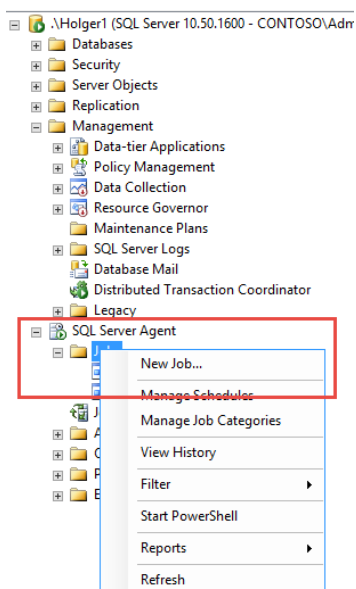 .\Holger1 (SQL Server 10.50.1600 - CONTOSO\Adm
Databases
Security
Server Objects
Replication
Management
Data-tier Applications
Policy Management
Data Collection
Resource Governor
Maintenance Plans
SQL Server Logs
Database Mail
Distributed Transaction Coordinator
Legacy
SQL Server Agent
New Job...
Manage Schedules
Manage Job Categories
View History
Filter
Start PowerShell
Reports
Refresh